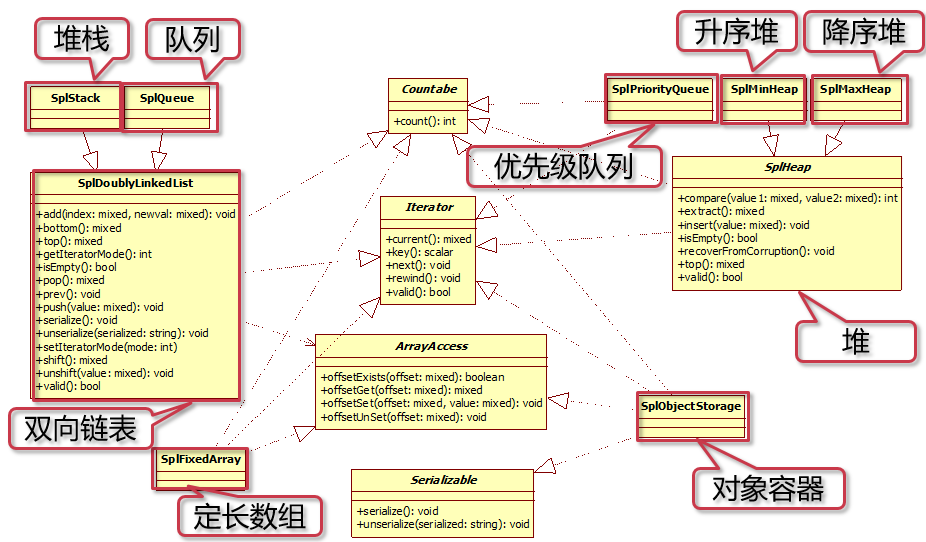 堆栈
队列
升序堆
降序堆
SplStack
SplQueue
Countabe
+count(): int
SplPriorityQueue
SplMinHeap
SplMaxHeap
优先级队列
SplDoublyLinkedList
+add(index: mixed, newval: mixed): void
+bottom(): mixed
+top(): mixed
+getIteratorMode(): int
+isEmpty(): bool
+pop(): mixed
+prev(): void
+push(value: mixed): void
+serialize(): void
+unserialize(serialized: string): void
+setIteratorMode(mode: int)
+shift(): mixed
+unshift(value: mixed): void
+valid(): bool
双向链表
Iterator
+current(): mixed
+key(): scalar
+next(): void
+rewind(): void
+valid(): bool
SplHeap
+compare(value1: mixed, value2: mixed): int
+extract(): mixed
+insert(value: mixed): void
+isEmpty(): bool
+recoverFromCorruption(): void
+top(): mixed
+valid(): bool
堆
ArrayAccess
+offsetExists(offset: mixed): boolean
+offsetGet(offset: mixed): mixed
+offsetSet(offset: mixed, value: mixed): void
+offsetUnSet(offset: mixed): void
SplObjectStorage
对象容器
SplFixedArray
定长数组
Serializable
+serialize(): void
+unserialize(serialized: string): void